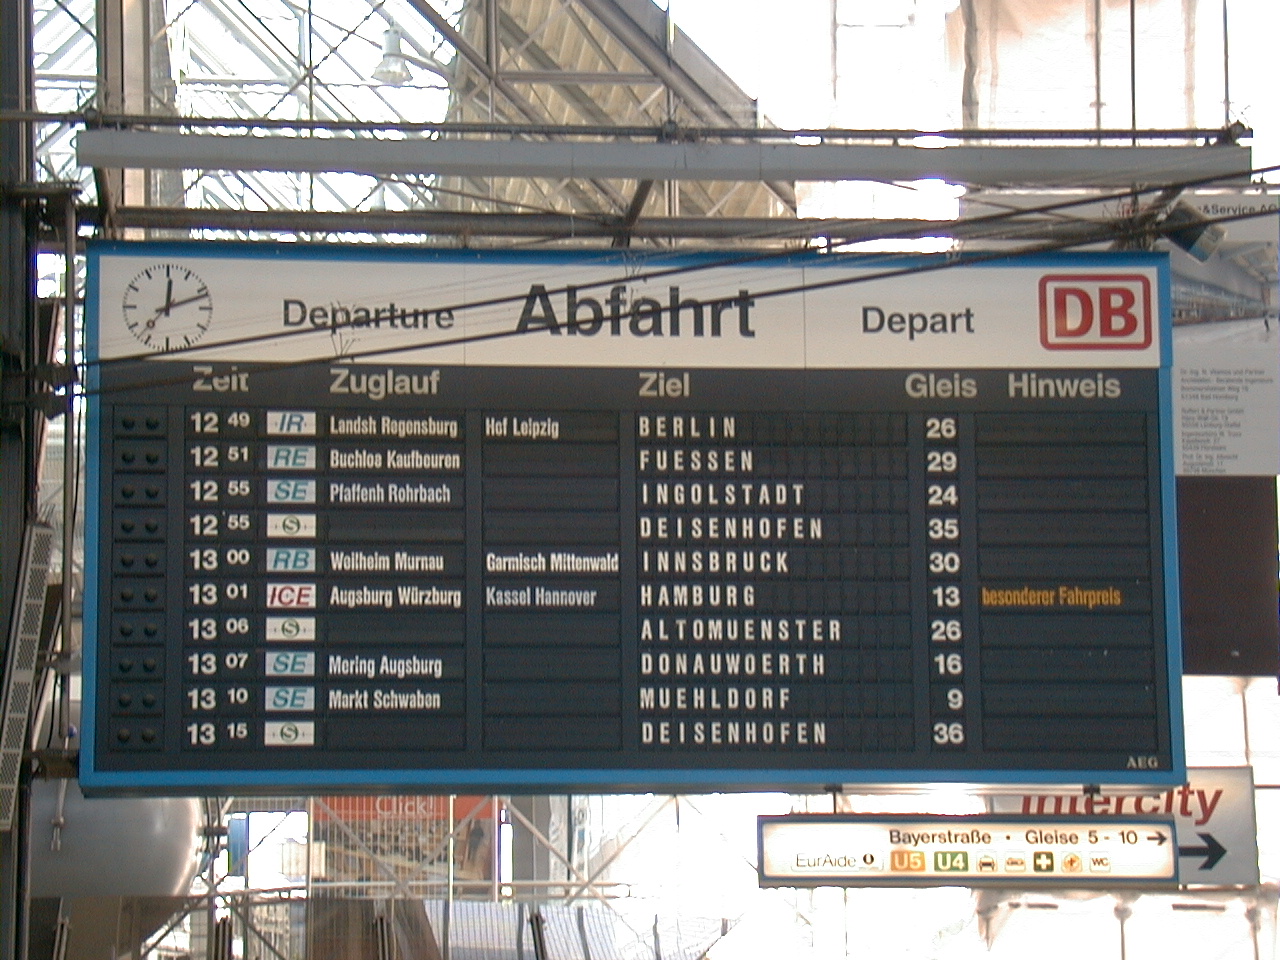 &Service AG
Departure Abfahrt Depart DB
Zeit Zuglauf Ziel Gleis Hinweis
12 49 IR Landsh Regensburg Hof Leipzig BERLIN 26
12 51 RE Buchloa Kaufbeuren FUESSEN 29
12 55 SE Pfaffenh Rohrbach INGOLSTADT 24
12 55 S DEISENHOFEN 35
13 00 RB Weilheim Murnau Garmisch Mittenwald INNSBRUCK 30
13 01 ICE Augsburg Würzburg Kassel Hannover HAMBURG 13 besonderer Fahrpreis
13 06 S ALTOMUENSTER 26
13 07 SE Mering Augsburg DONAUWOERTH 16
13 10 SE Markt Schwaben MUEHLDORF 9
13 15 S DEISENHOFEN 36
AEG
Click!
intercity
Bayerstraße · Gleise 5 - 10 →
EurAide U5 U4 WC